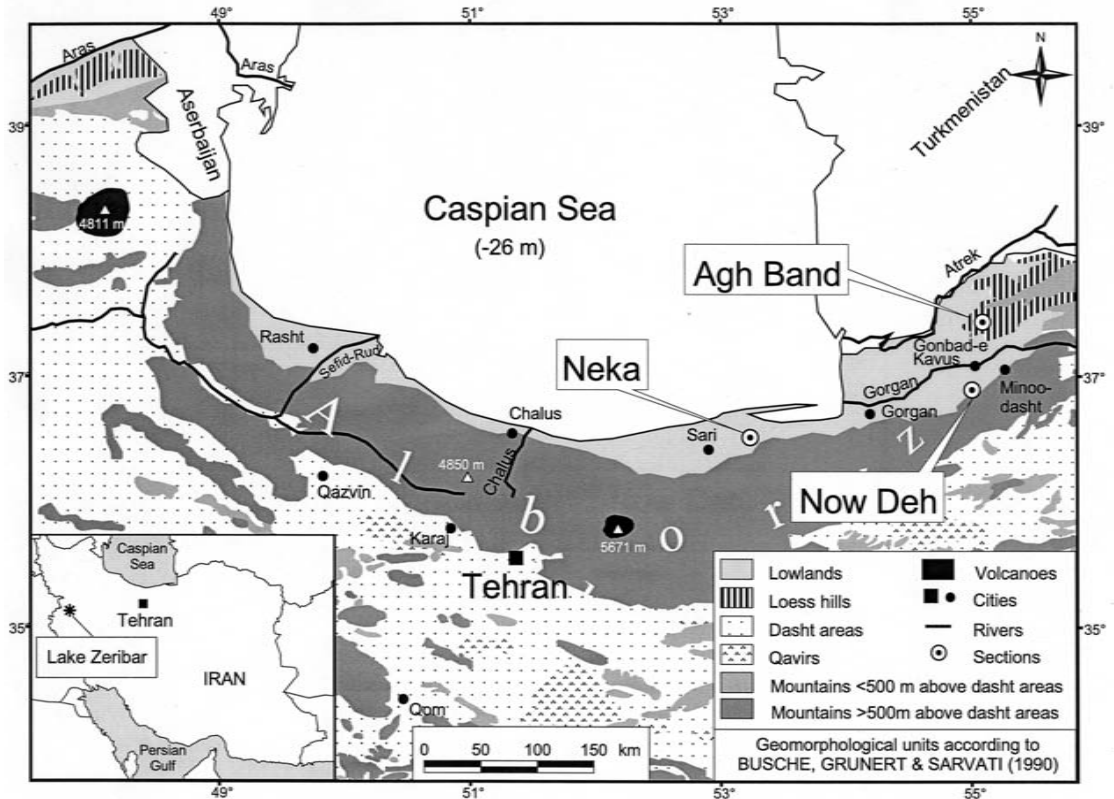 49°
51°
53°
55°
Aras
Aras
N
Aserbaijan
Turkmenistan
39°
39°
4811 m
Caspian Sea
(-26 m)
Atrek
Agh Band
Rasht
Sefid-Rud
Gonbad-e
Kavus
37°
37°
Neka
Gorgan
Minoo-
dasht
Chalus
Gorgan
Sari
A l b o r z
4850 m
Chalus
Qazvin
Now Deh
Karaj
5671 m
Tehran
Caspian
Sea
Tehran
Lake Zeribar
IRAN
Persian
Gulf
35°
35°
Qom
0 50 100 150 km
Lowlands
Loess hills
Dasht areas
Qavirs
Mountains <500 m above dasht areas
Mountains >500m above dasht areas
Volcanoes
Cities
Rivers
Sections
Geomorphological units according to
BUSCHE, GRUNERT & SARVATI (1990)
49°
51°
53°
55°